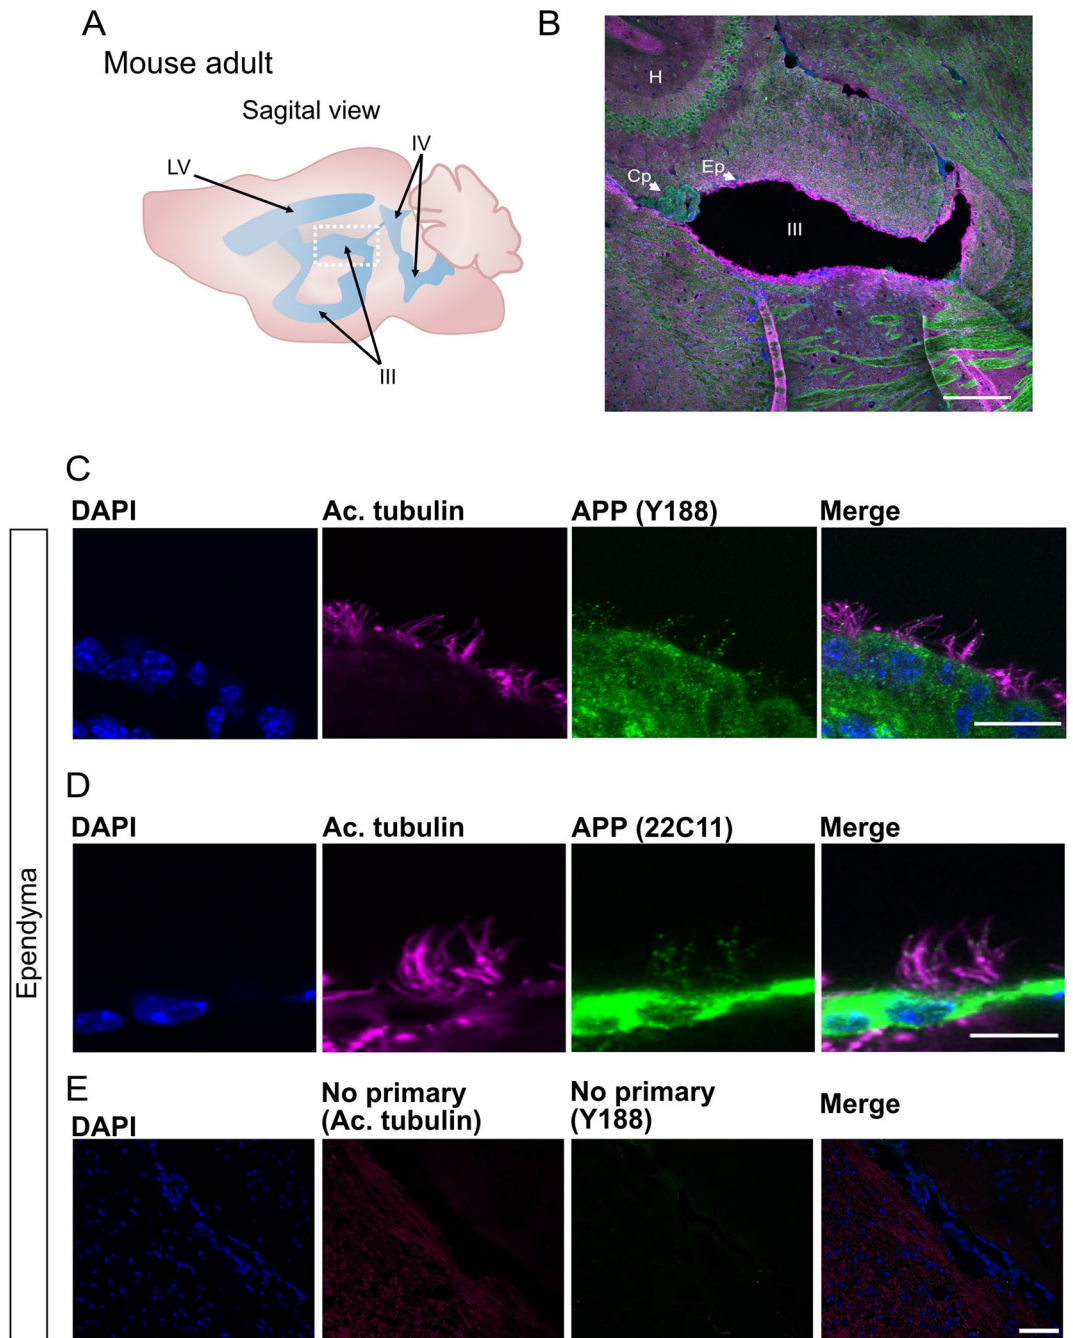 A
Mouse adult
Sagital view
LV
IV
III
B
H
Cp
Ep
III
C
DAPI
Ac. tubulin
APP (Y188)
Merge
Ependyma
D
DAPI
Ac. tubulin
APP (22C11)
Merge
E
DAPI
No primary
(Ac. tubulin)
No primary
(Y188)
Merge